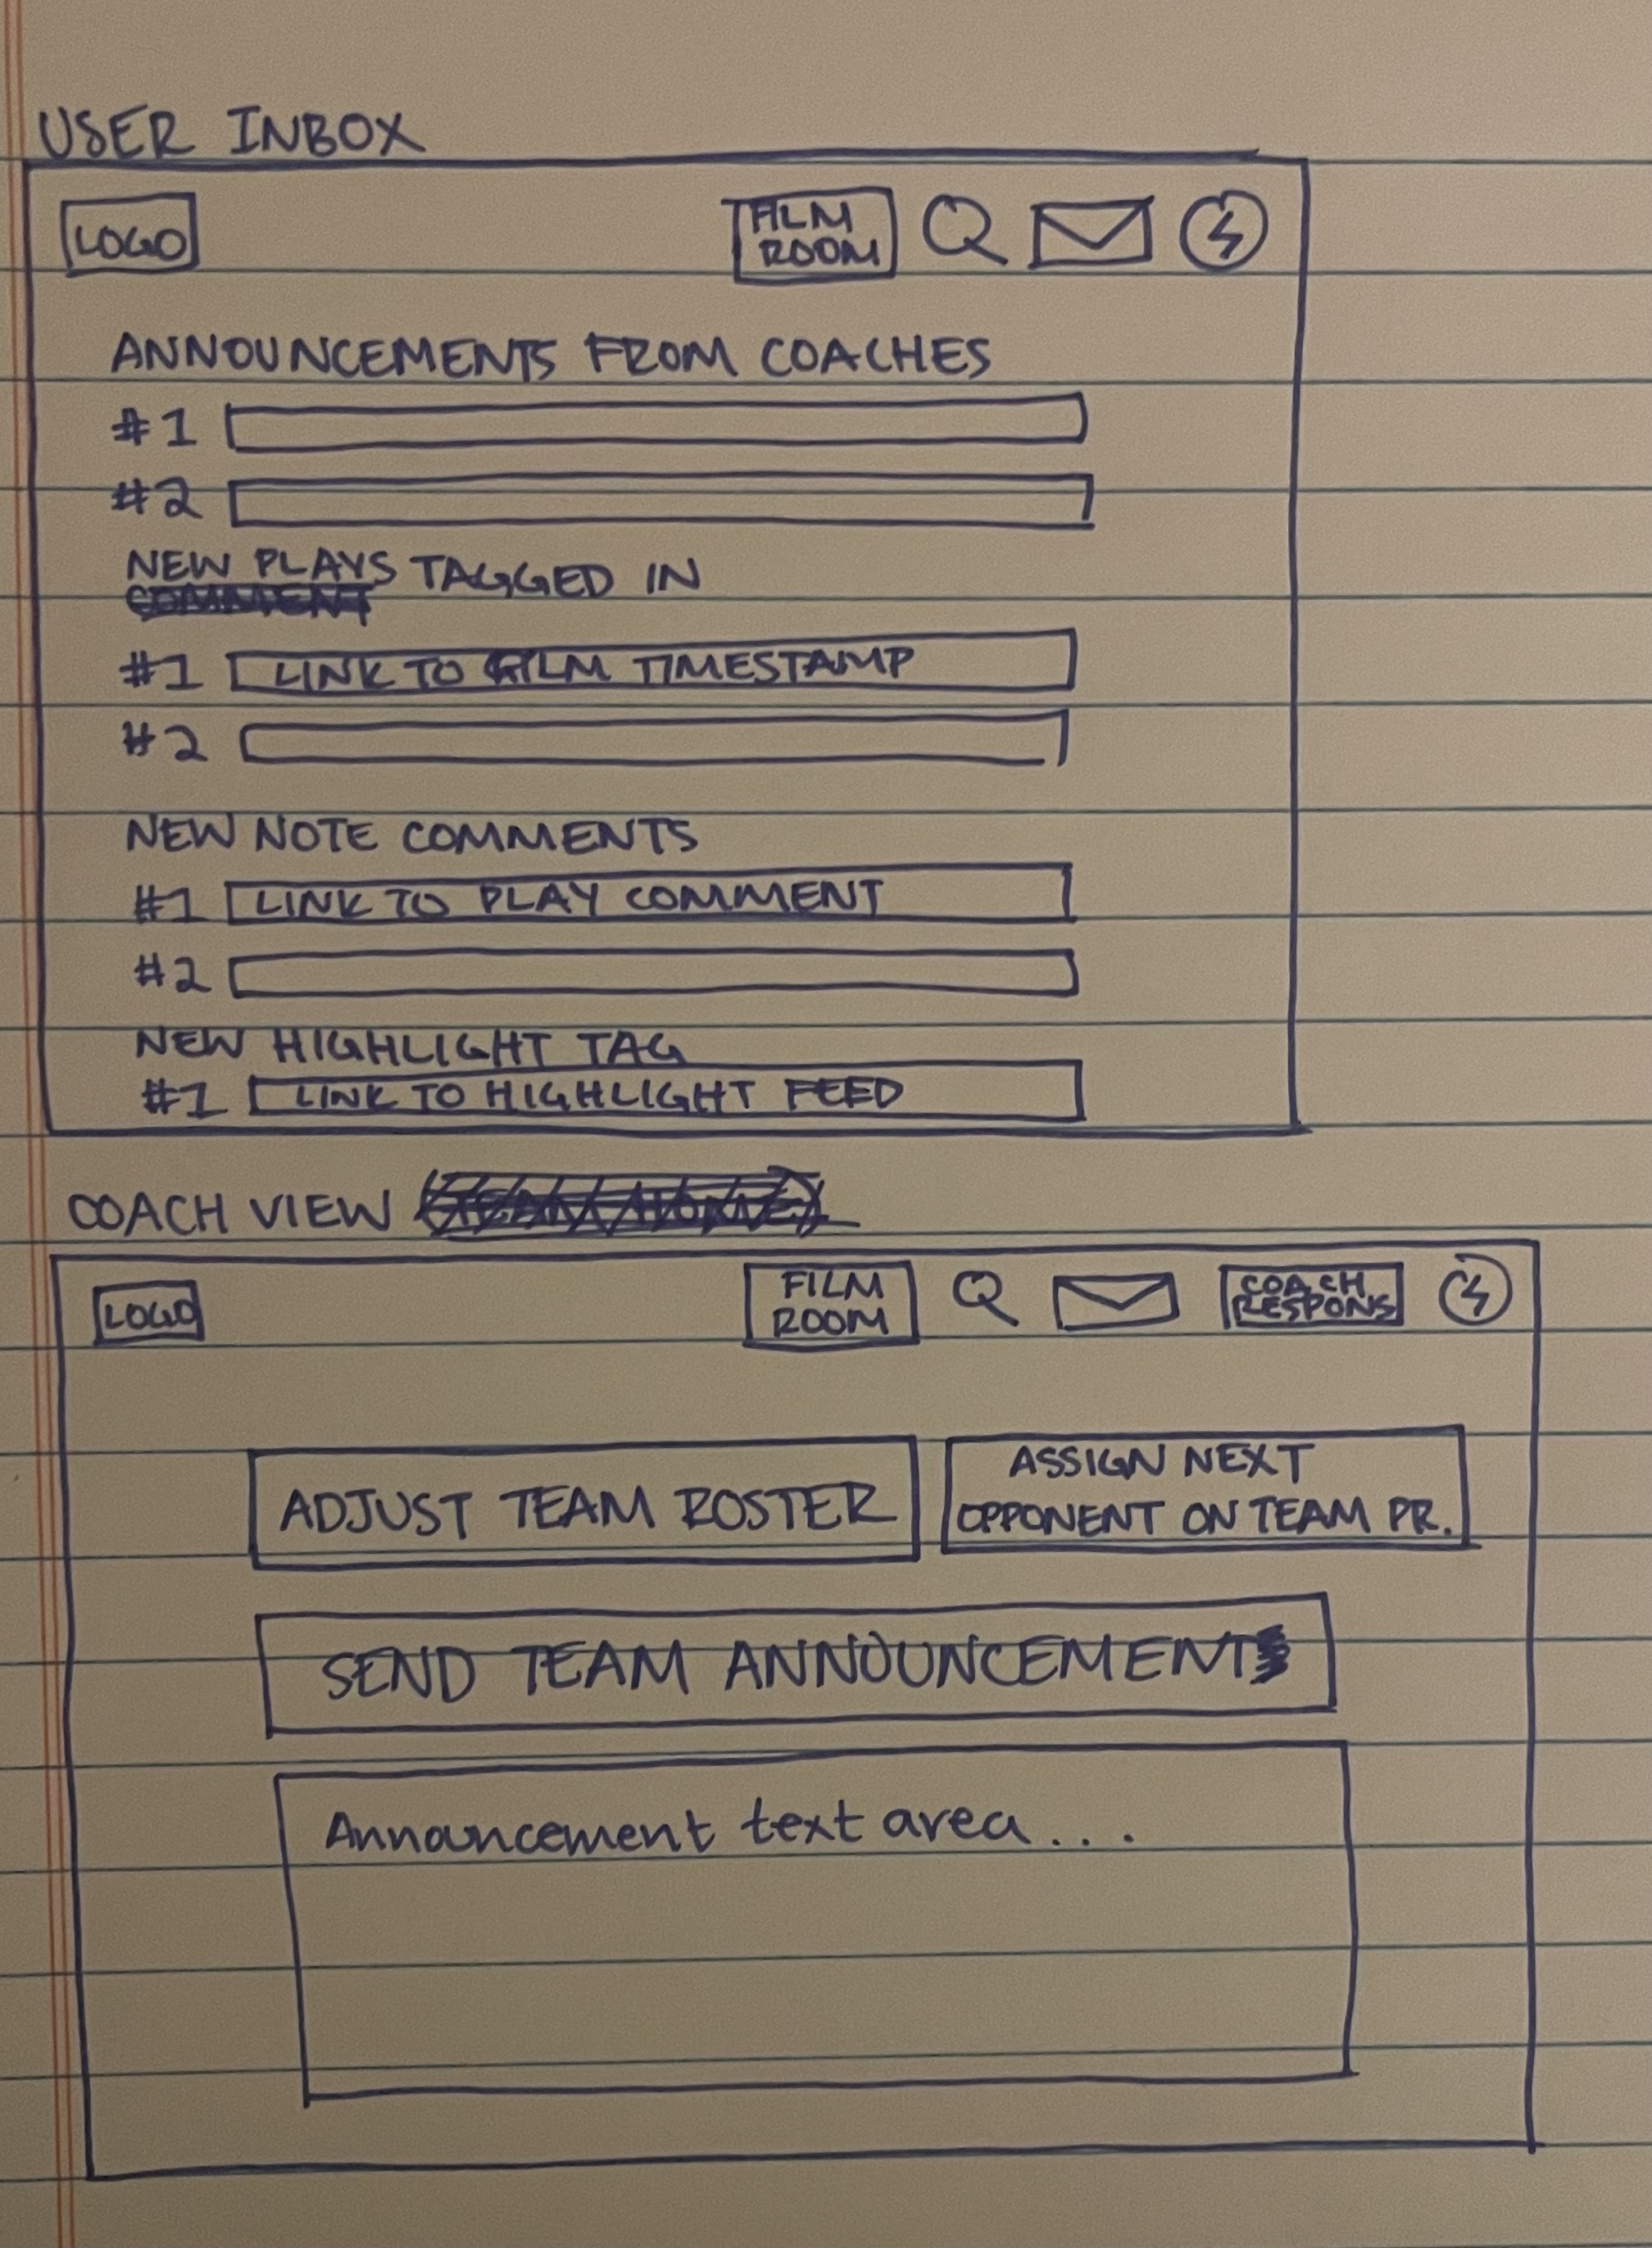 USER INBOX
LOGO
FILM
ROOM
ANNOUNCEMENTS FROM COACHES
#1
#2
NEW PLAYS TAGGED IN
#1 LINK TO FILM TIMESTAMP
#2
NEW NOTE COMMENTS
#1 LINK TO PLAY COMMENT
#2
NEW HIGHLIGHT TAG
#1 LINK TO HIGHLIGHT FEED
COACH VIEW
LOGO
FILM
ROOM
COACH
RESPONS
ADJUST TEAM ROSTER
ASSIGN NEXT
OPPONENT ON TEAM PR.
SEND TEAM ANNOUNCEMENT
Announcement text area...